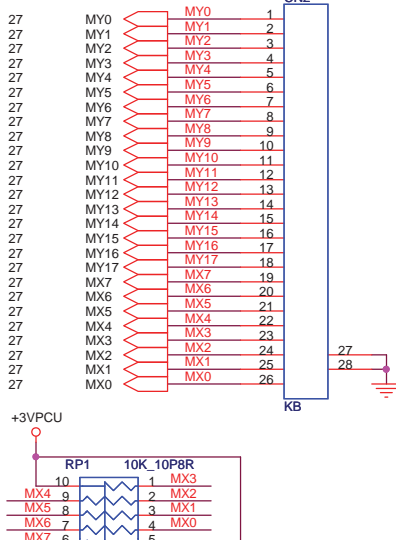 27 MY0 MY0 1
27 MY1 MY1 2
27 MY2 MY2 3
27 MY3 MY3 4
27 MY4 MY4 5
27 MY5 MY5 6
27 MY6 MY6 7
27 MY7 MY7 8
27 MY8 MY8 9
27 MY9 MY9 10
27 MY10 MY10 11
27 MY11 MY11 12
27 MY12 MY12 13
27 MY13 MY13 14
27 MY14 MY14 15
27 MY15 MY15 16
27 MY16 MY16 17
27 MY17 MY17 18
27 MX7 MX7 19
27 MX6 MX6 20
27 MX5 MX5 21
27 MX4 MX4 22
27 MX3 MX3 23
27 MX2 MX2 24 27
27 MX1 MX1 25 28
27 MX0 MX0 26
KB
+3VPCU
RP1 10K_10P8R
10 1 MX3
MX4 9 2 MX2
MX5 8 3 MX1
MX6 7 4 MX0
MX7 6 5